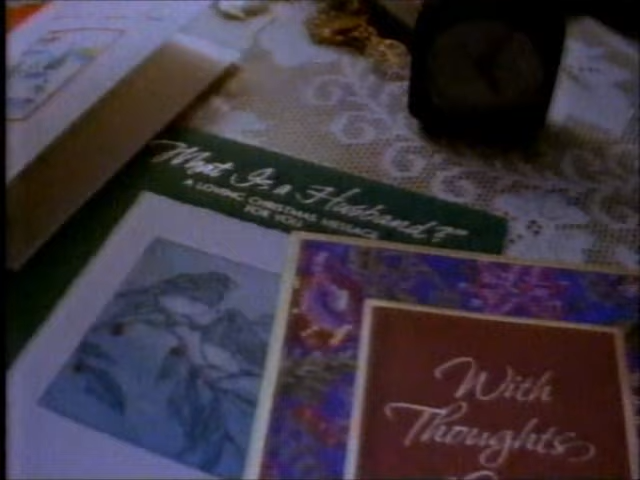 What Is a Husband?
A LOVING CHRISTMAS MESSAGE
FOR YOU
With
Thoughts